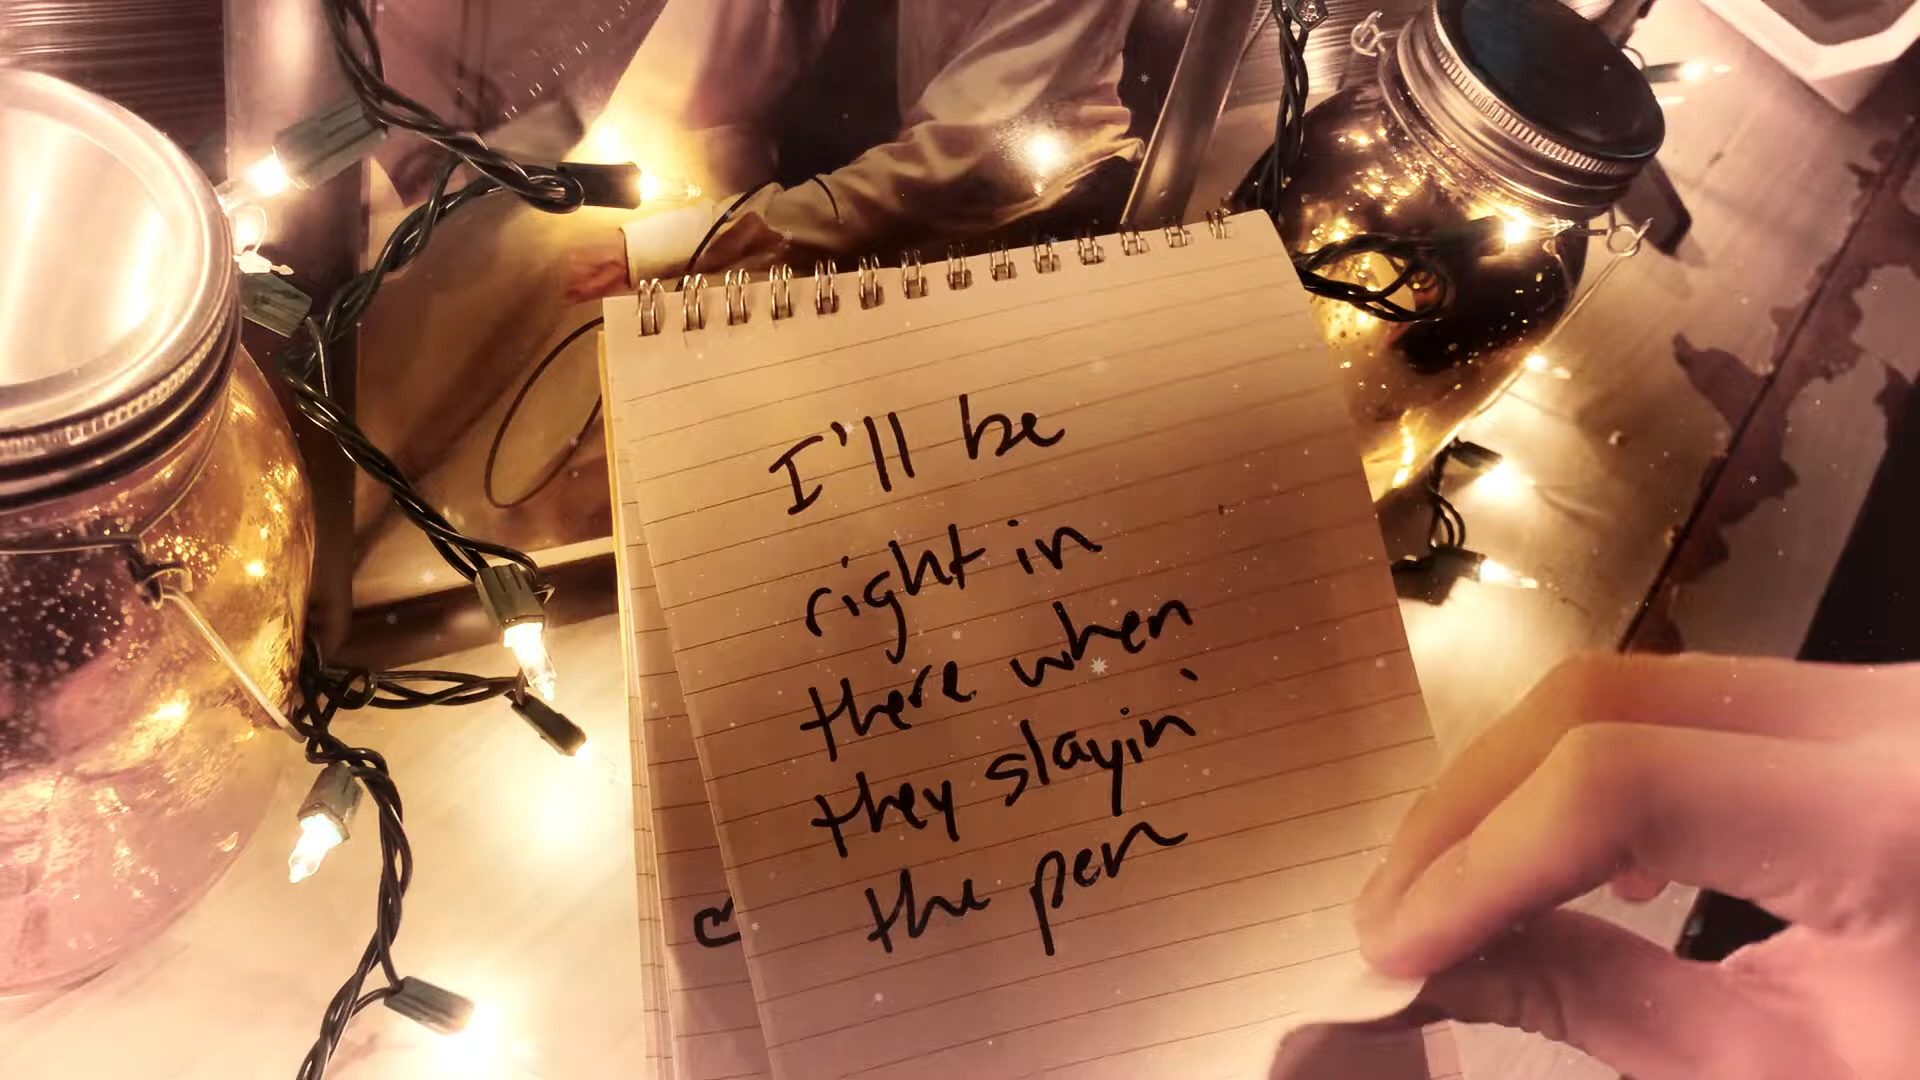 I'll be
right in
there when
they slayin'
the pen